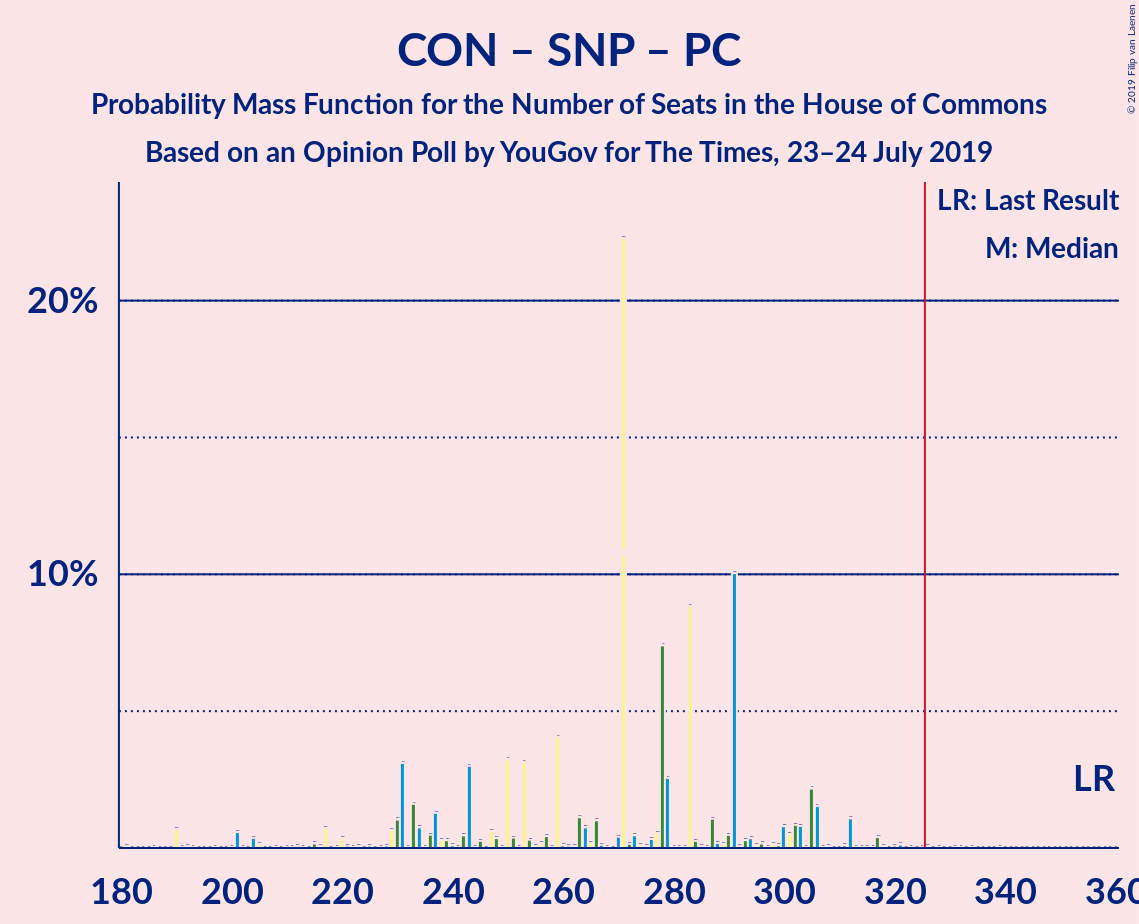 CON – SNP – PC
Probability Mass Function for the Number of Seats in the House of Commons
Based on an Opinion Poll by YouGov for The Times, 23–24 July 2019
© 2019 Filip van Laenen
LR: Last Result
M: Median
20%
10%
LR
180 200 220 240 260 280 300 320 340 360